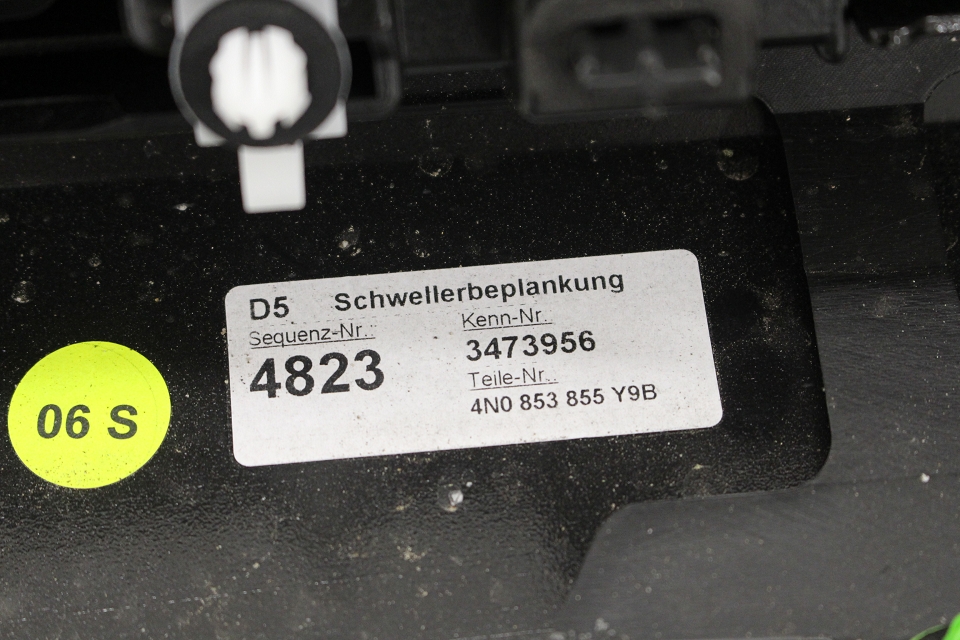 D5 Schwellerbeplankung
Sequenz-Nr.: Kenn-Nr.
4823 3473956
Teile-Nr.:
4N0 853 855 Y9B
06 S